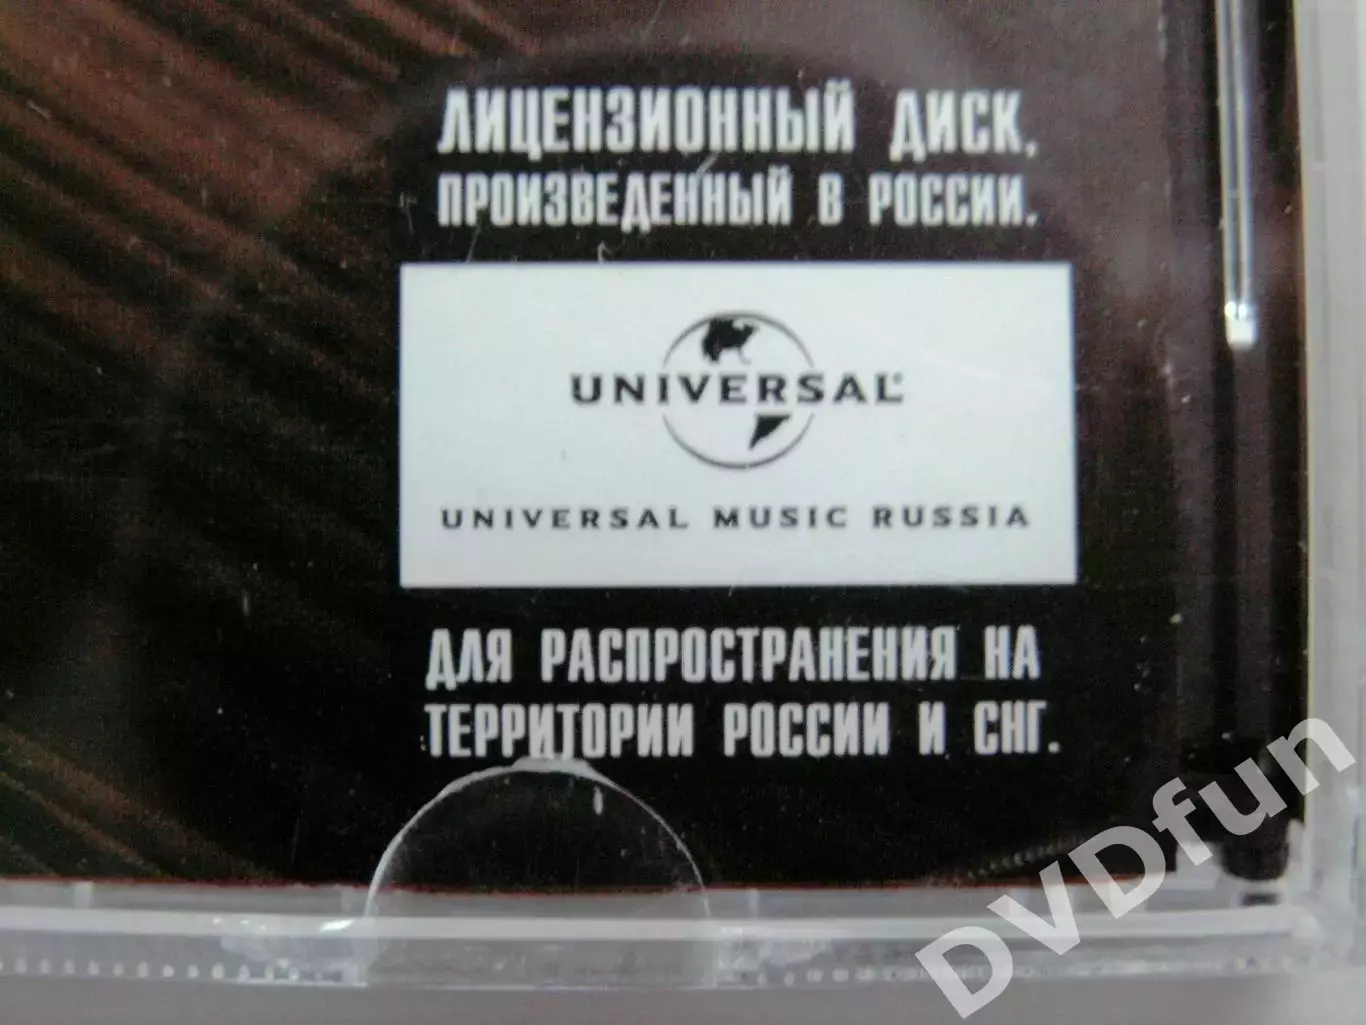 ЛИЦЕНЗИОННЫЙ ДИСК,
ПРОИЗВЕДЕННЫЙ В РОССИИ.
UNIVERSAL®
UNIVERSAL MUSIC RUSSIA
ДЛЯ РАСПРОСТРАНЕНИЯ НА
ТЕРРИТОРИИ РОССИИ И СНГ.
DVDfun